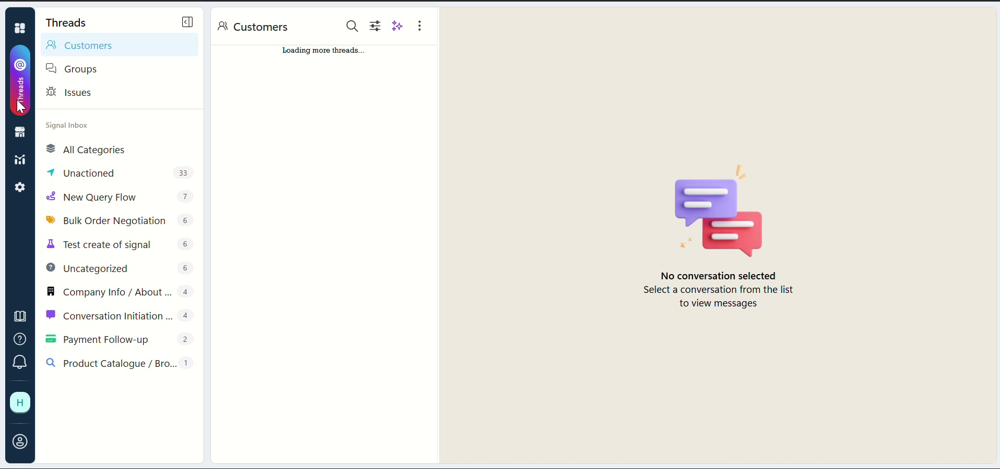 Threads
Threads
Customers
Groups
Issues
Signal Inbox
All Categories
Unactioned 33
New Query Flow 7
Bulk Order Negotiation 6
Test create of signal 6
Uncategorized 6
Company Info / About ... 4
Conversation Initiation ... 4
Payment Follow-up 2
Product Catalogue / Bro... 1
H
Customers
Loading more threads...
No conversation selected
Select a conversation from the list
to view messages